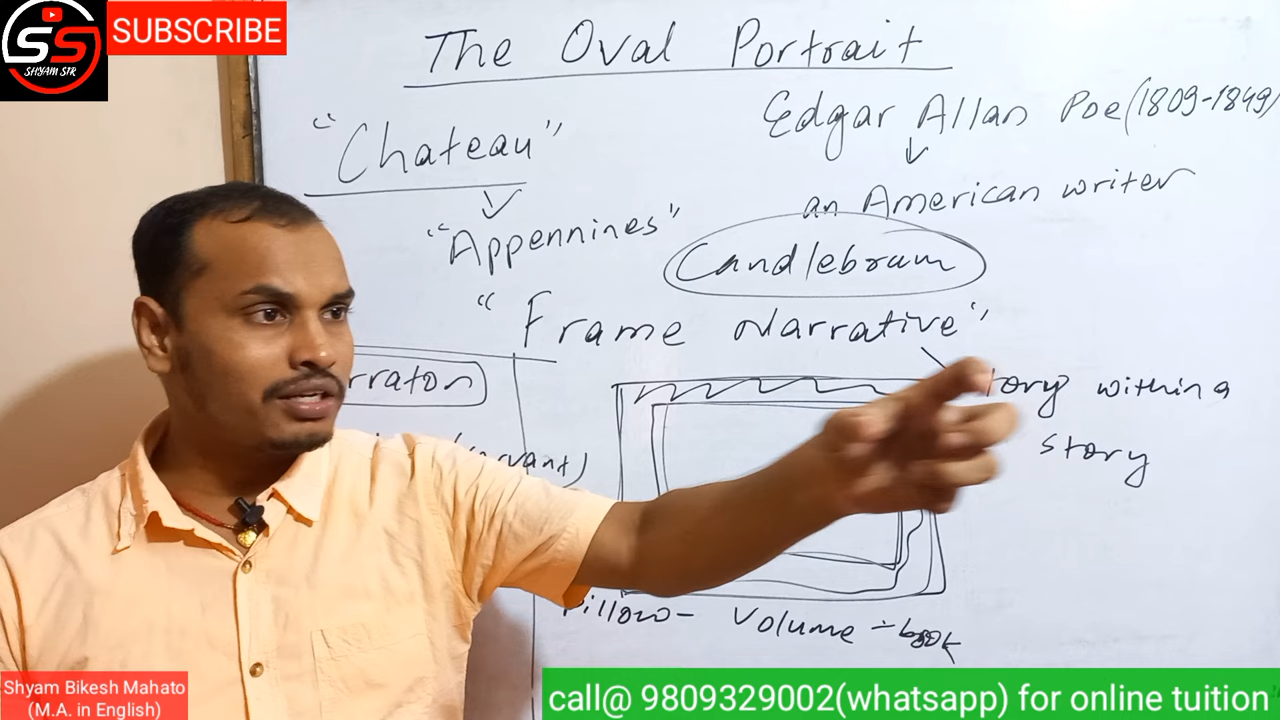 SS
SHYAM SIR
SUBSCRIBE
The Oval Portrait
Edgar Allan Poe (1809-1849)
"Chateau"
an American writer
"Appennines"
Candlebram
"Frame Narrative"
story within a
story
Pillow - Volume - book
Shyam Bikesh Mahato
(M.A. in English)
call@ 9809329002(whatsapp) for online tuition